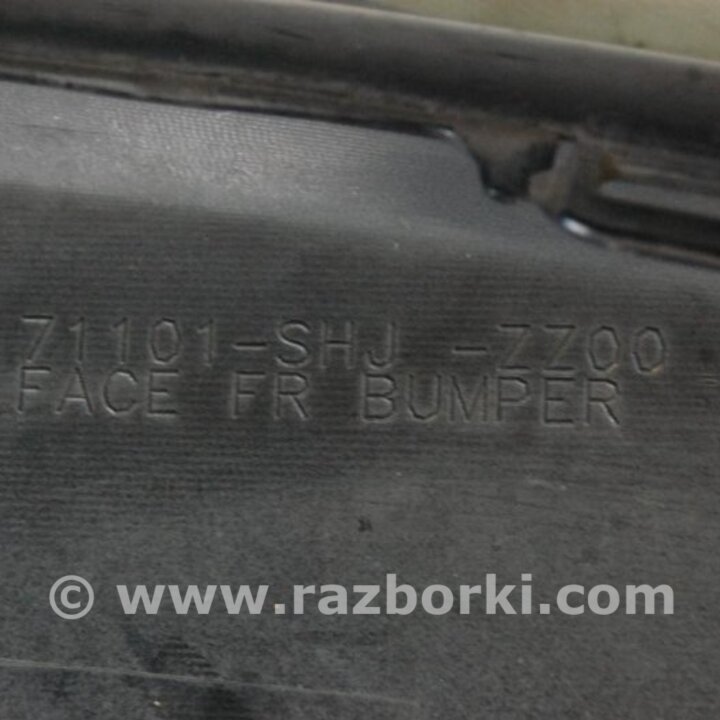 71101-SHJ -ZZ00
FACE FR BUMPER
© www.razborki.com